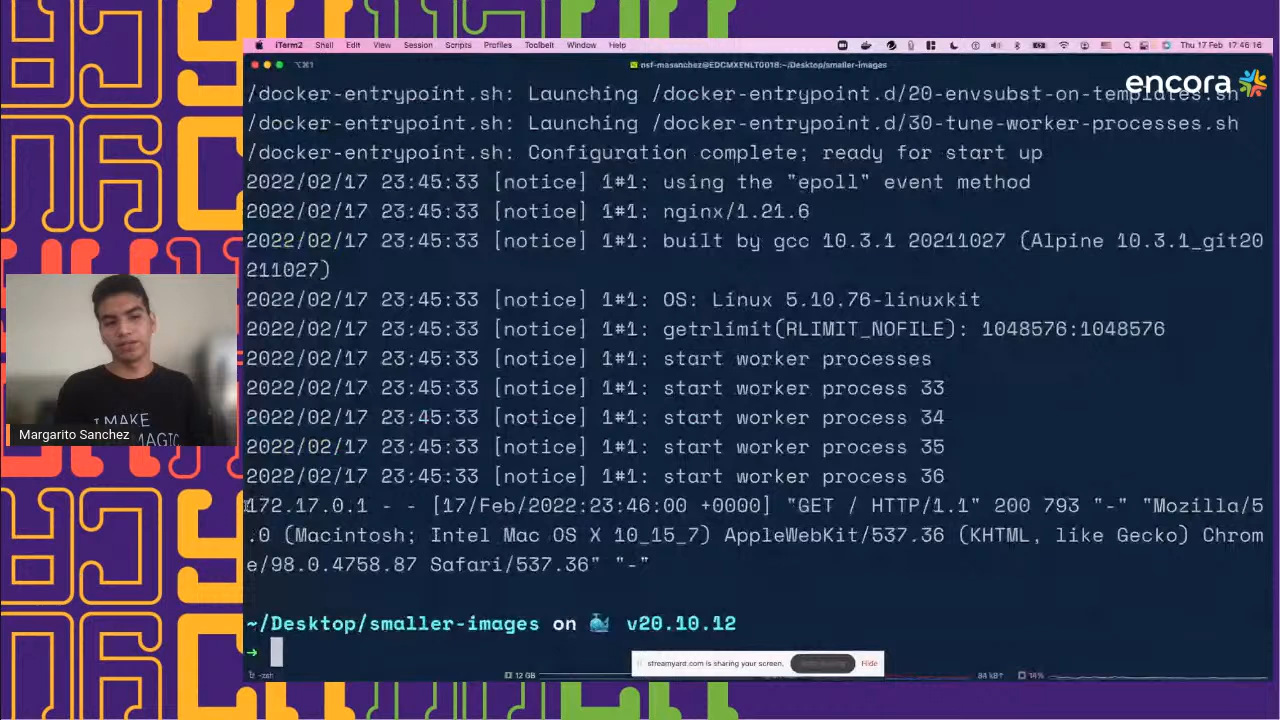 iTerm2 Shell Edit View Session Scripts Profiles Toolbelt Window Help Thu 17 Feb 17:46:16
⌥⌘1 nsf-masanchez@EDCMXENLT0018:~/Desktop/smaller-images
encora
/docker-entrypoint.sh: Launching /docker-entrypoint.d/20-envsubst-on-templates.sh
/docker-entrypoint.sh: Launching /docker-entrypoint.d/30-tune-worker-processes.sh
/docker-entrypoint.sh: Configuration complete; ready for start up
2022/02/17 23:45:33 [notice] 1#1: using the "epoll" event method
2022/02/17 23:45:33 [notice] 1#1: nginx/1.21.6
2022/02/17 23:45:33 [notice] 1#1: built by gcc 10.3.1 20211027 (Alpine 10.3.1_git20
211027)
2022/02/17 23:45:33 [notice] 1#1: OS: Linux 5.10.76-linuxkit
2022/02/17 23:45:33 [notice] 1#1: getrlimit(RLIMIT_NOFILE): 1048576:1048576
2022/02/17 23:45:33 [notice] 1#1: start worker processes
2022/02/17 23:45:33 [notice] 1#1: start worker process 33
2022/02/17 23:45:33 [notice] 1#1: start worker process 34
2022/02/17 23:45:33 [notice] 1#1: start worker process 35
2022/02/17 23:45:33 [notice] 1#1: start worker process 36
172.17.0.1 - - [17/Feb/2022:23:46:00 +0000] "GET / HTTP/1.1" 200 793 "-" "Mozilla/5
.0 (Macintosh; Intel Mac OS X 10_15_7) AppleWebKit/537.36 (KHTML, like Gecko) Chrom
e/98.0.4758.87 Safari/537.36" "-"
~/Desktop/smaller-images on 🐳 v20.10.12
➜
I MAKE
MAGIC
Margarito Sanchez
streamyard.com is sharing your screen. Hide
-zsh 12 GB 84 kB↑ 14%